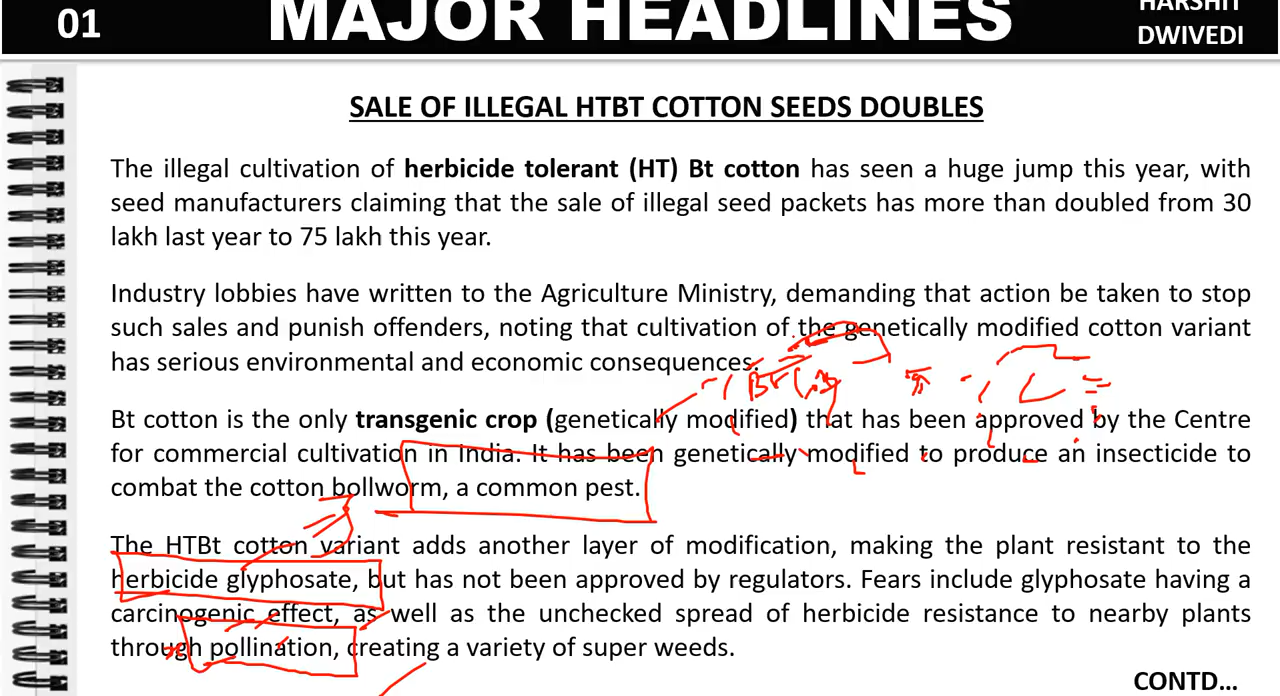 01
MAJOR HEADLINES
HARSHIT
DWIVEDI
SALE OF ILLEGAL HTBT COTTON SEEDS DOUBLES
The illegal cultivation of herbicide tolerant (HT) Bt cotton has seen a huge jump this year, with
seed manufacturers claiming that the sale of illegal seed packets has more than doubled from 30
lakh last year to 75 lakh this year.
Industry lobbies have written to the Agriculture Ministry, demanding that action be taken to stop
such sales and punish offenders, noting that cultivation of the genetically modified cotton variant
has serious environmental and economic consequences.
Bt cotton is the only transgenic crop (genetically modified) that has been approved by the Centre
for commercial cultivation in India. It has been genetically modified to produce an insecticide to
combat the cotton bollworm, a common pest.
The HTBt cotton variant adds another layer of modification, making the plant resistant to the
herbicide glyphosate, but has not been approved by regulators. Fears include glyphosate having a
carcinogenic effect, as well as the unchecked spread of herbicide resistance to nearby plants
through pollination, creating a variety of super weeds.
CONTD...